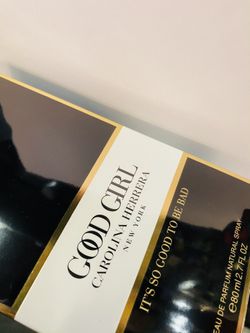 GOOD GIRL
CAROLINA HERRERA
NEW YORK
IT'S SO GOOD TO BE BAD
EAU DE PARFUM NATURAL SPRAY
e80ml 2.7 FL.OZ